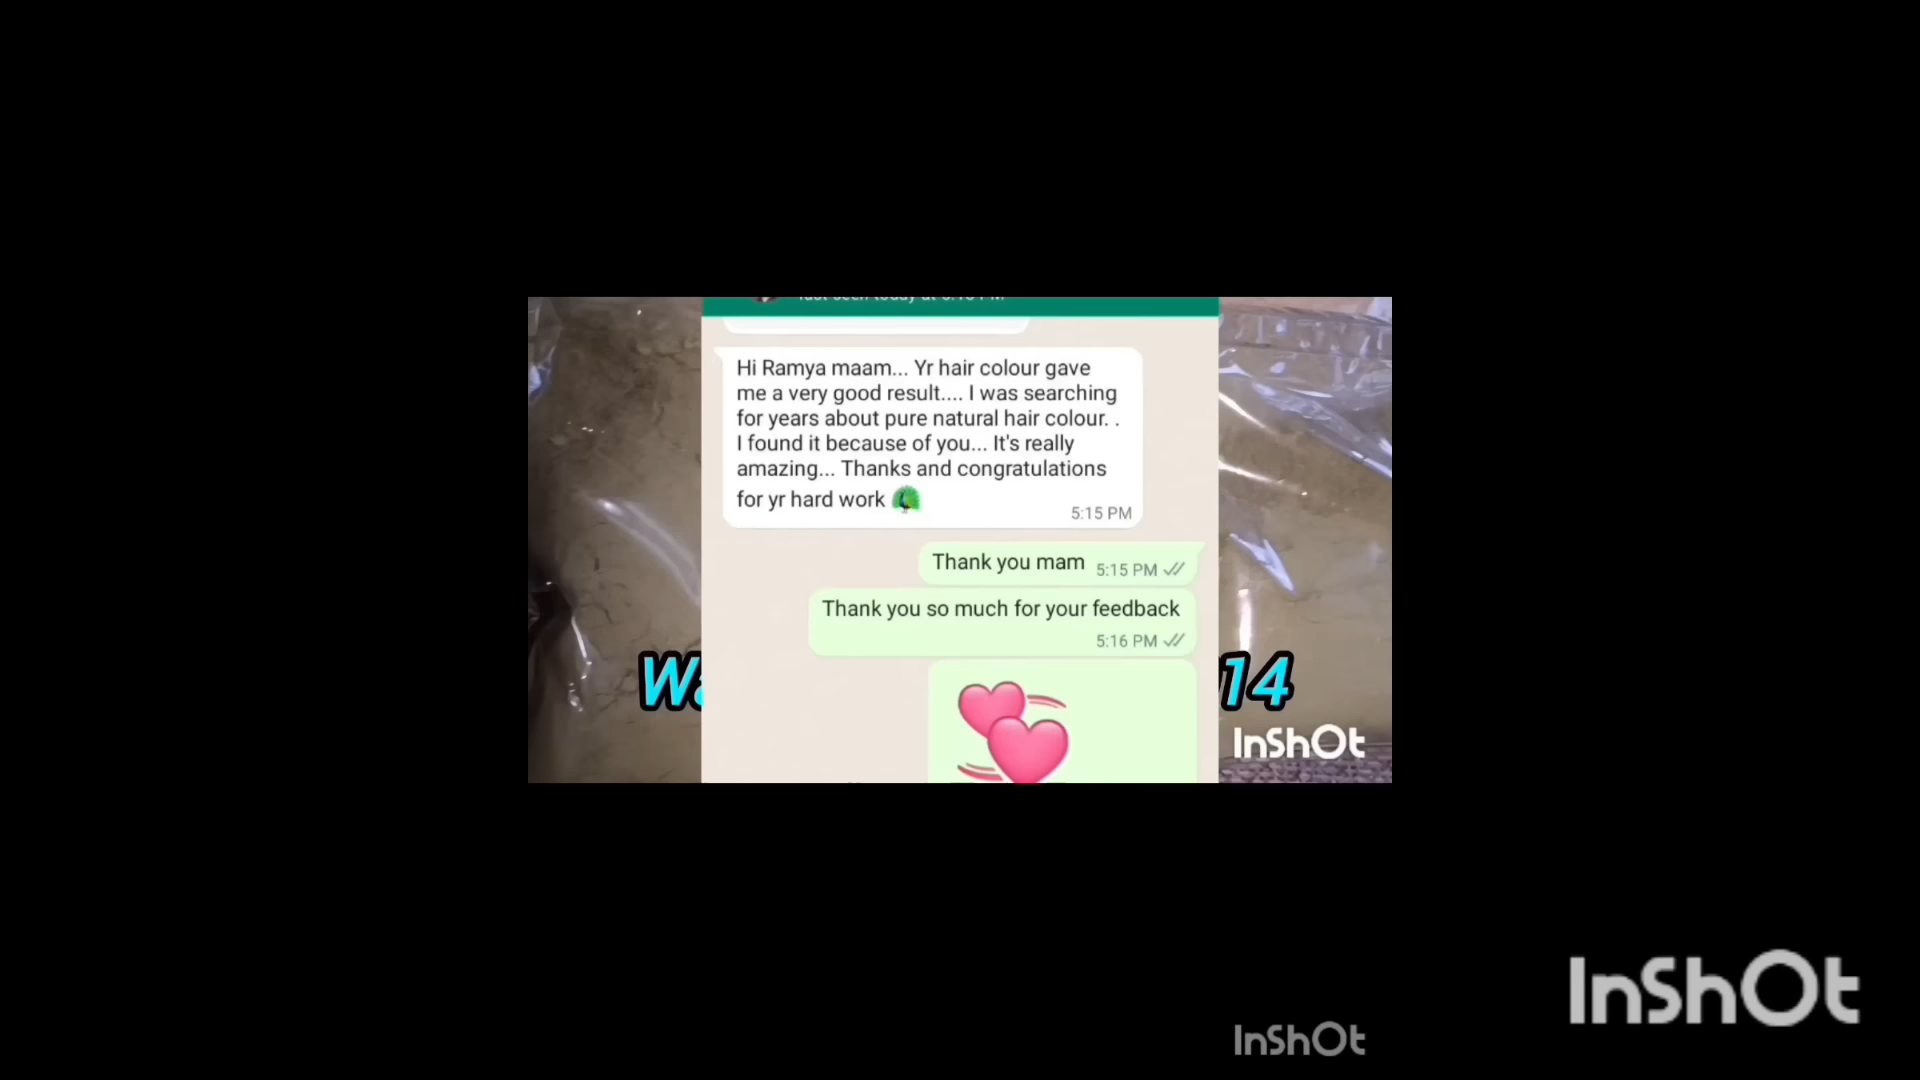 Hi Ramya maam... Yr hair colour gave
me a very good result.... I was searching
for years about pure natural hair colour. .
I found it because of you... It's really
amazing... Thanks and congratulations
for yr hard work 🦚
5:15 PM
Thank you mam 5:15 PM
Thank you so much for your feedback
5:16 PM
14
InShOt
InShOt
InShOt